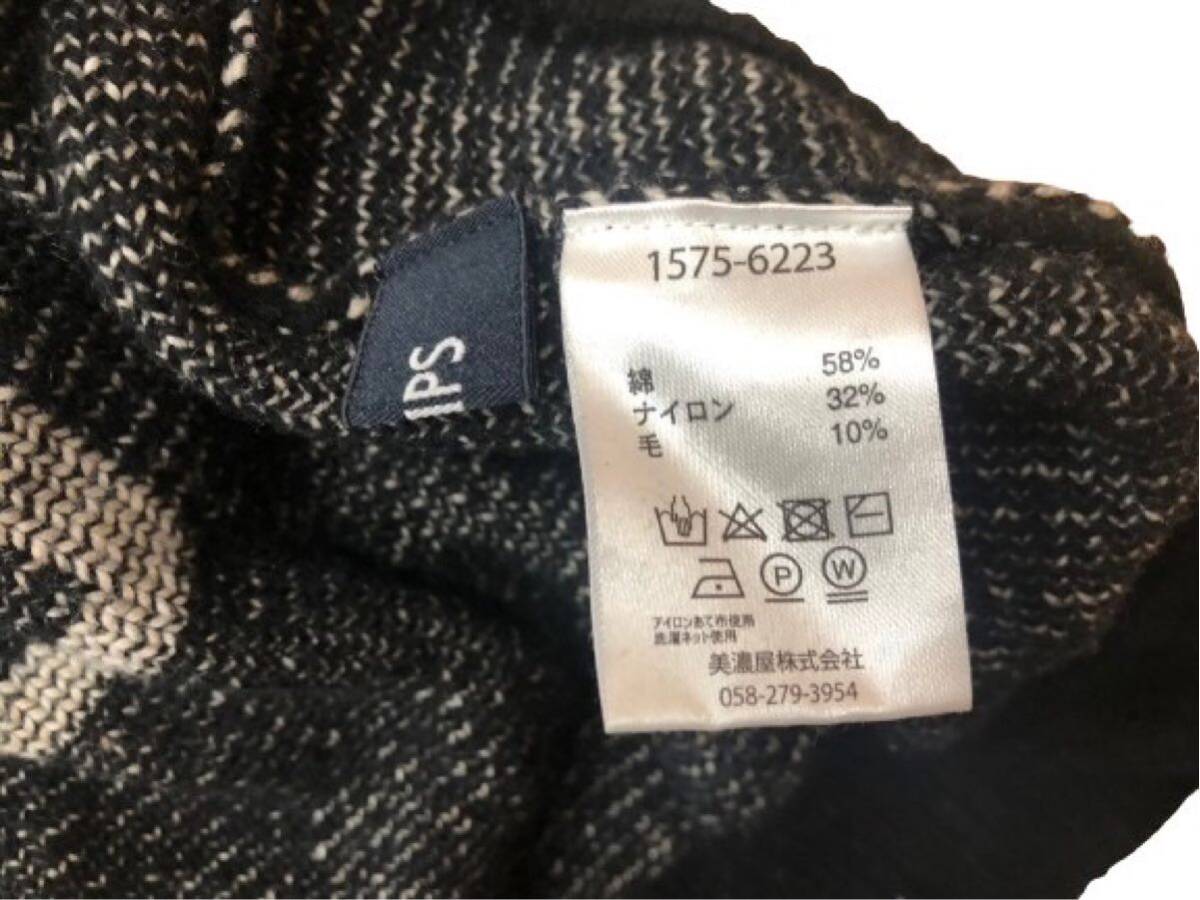 IPS
1575-6223
綿 58%
ナイロン 32%
毛 10%
P W
アイロンあて布使用
洗濯ネット使用
美濃屋株式会社
058-279-3954